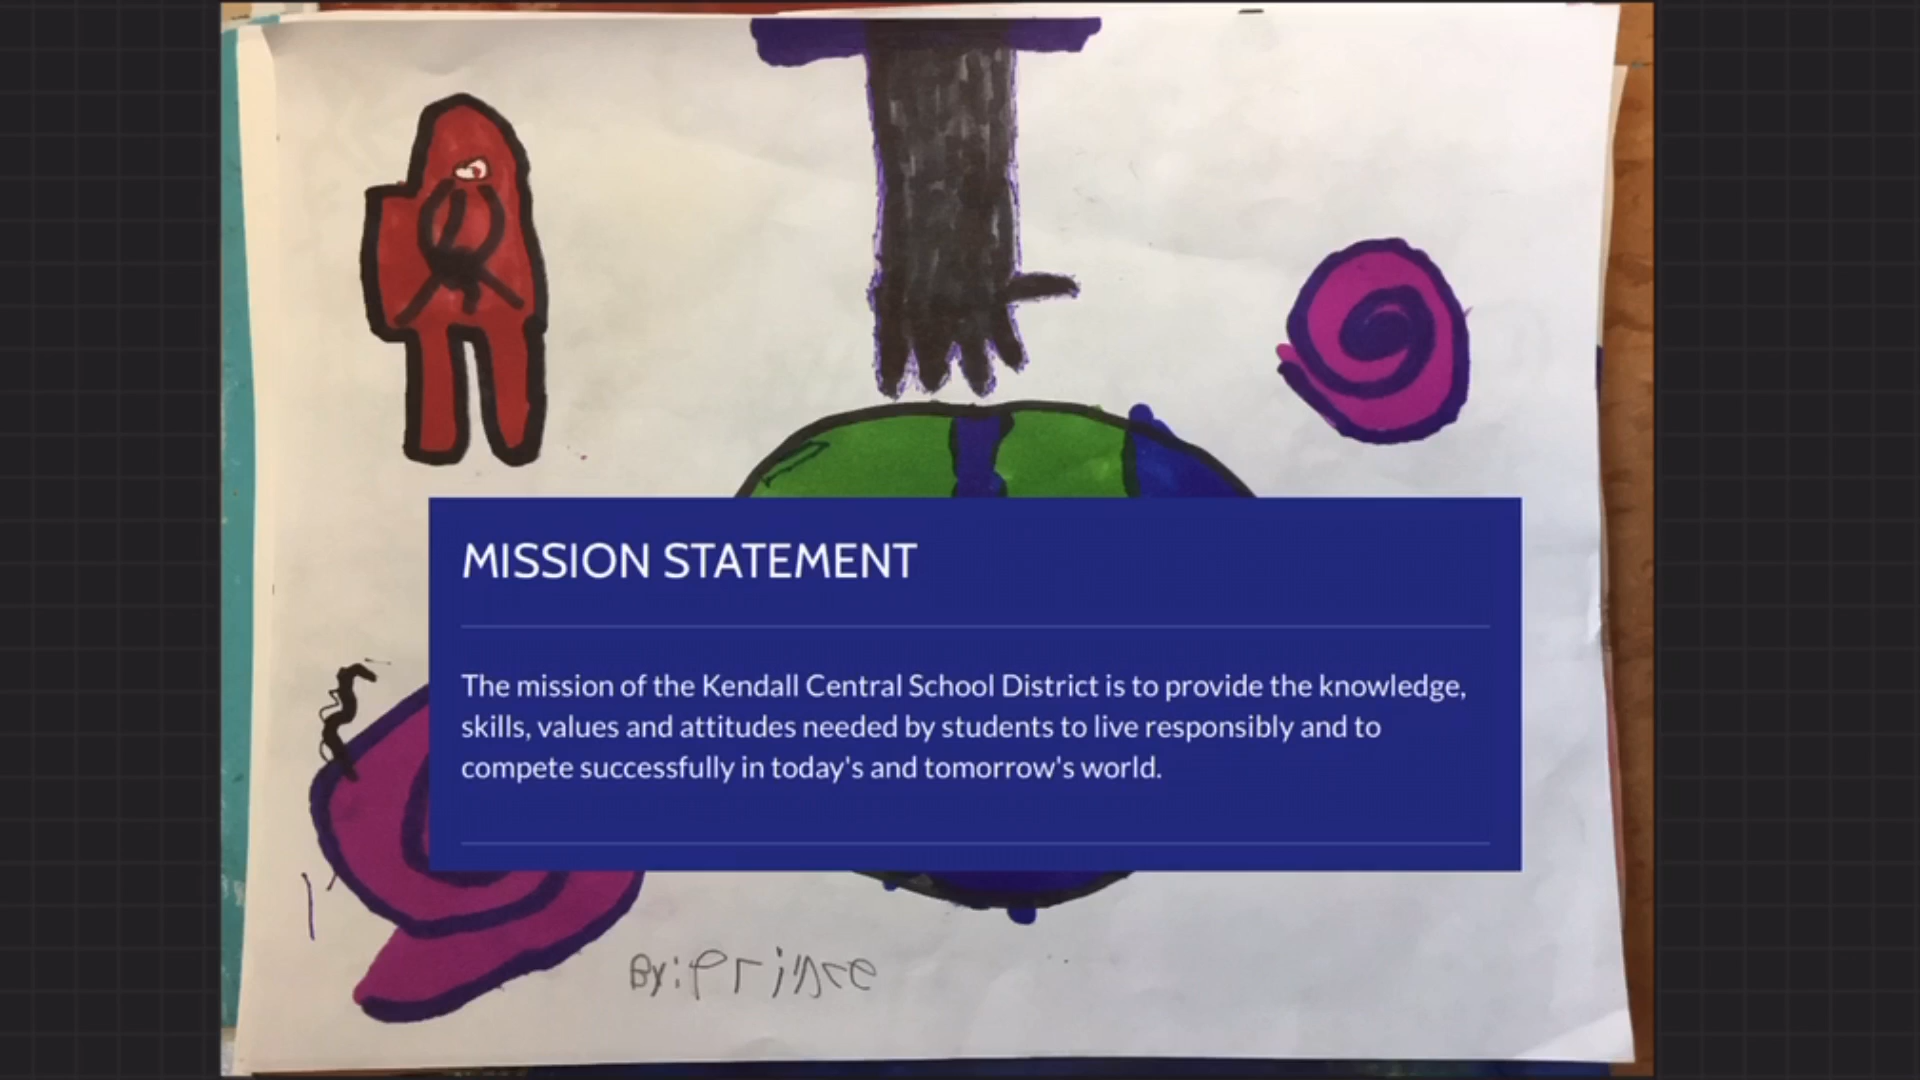 MISSION STATEMENT
The mission of the Kendall Central School District is to provide the knowledge,
skills, values and attitudes needed by students to live responsibly and to
compete successfully in today's and tomorrow's world.
By: Prince